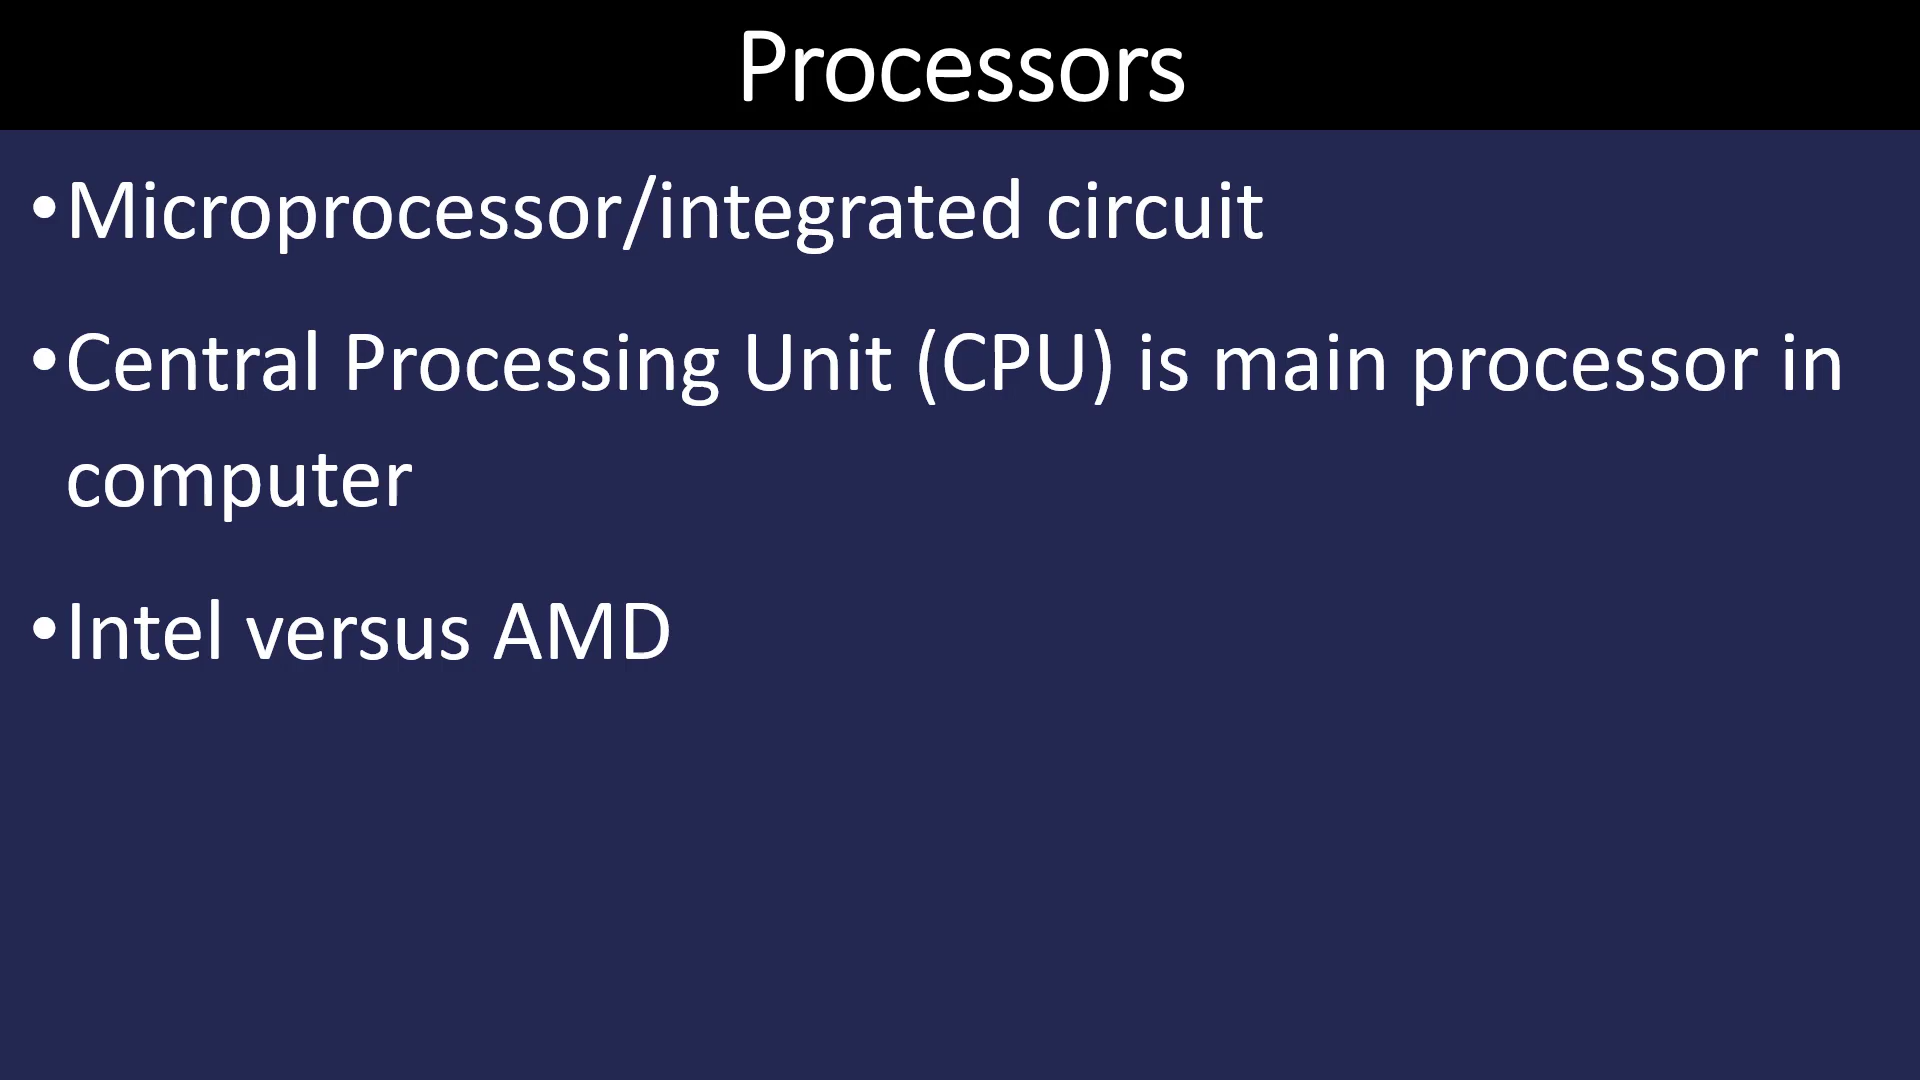 Processors
•Microprocessor/integrated circuit
•Central Processing Unit (CPU) is main processor in
computer
•Intel versus AMD